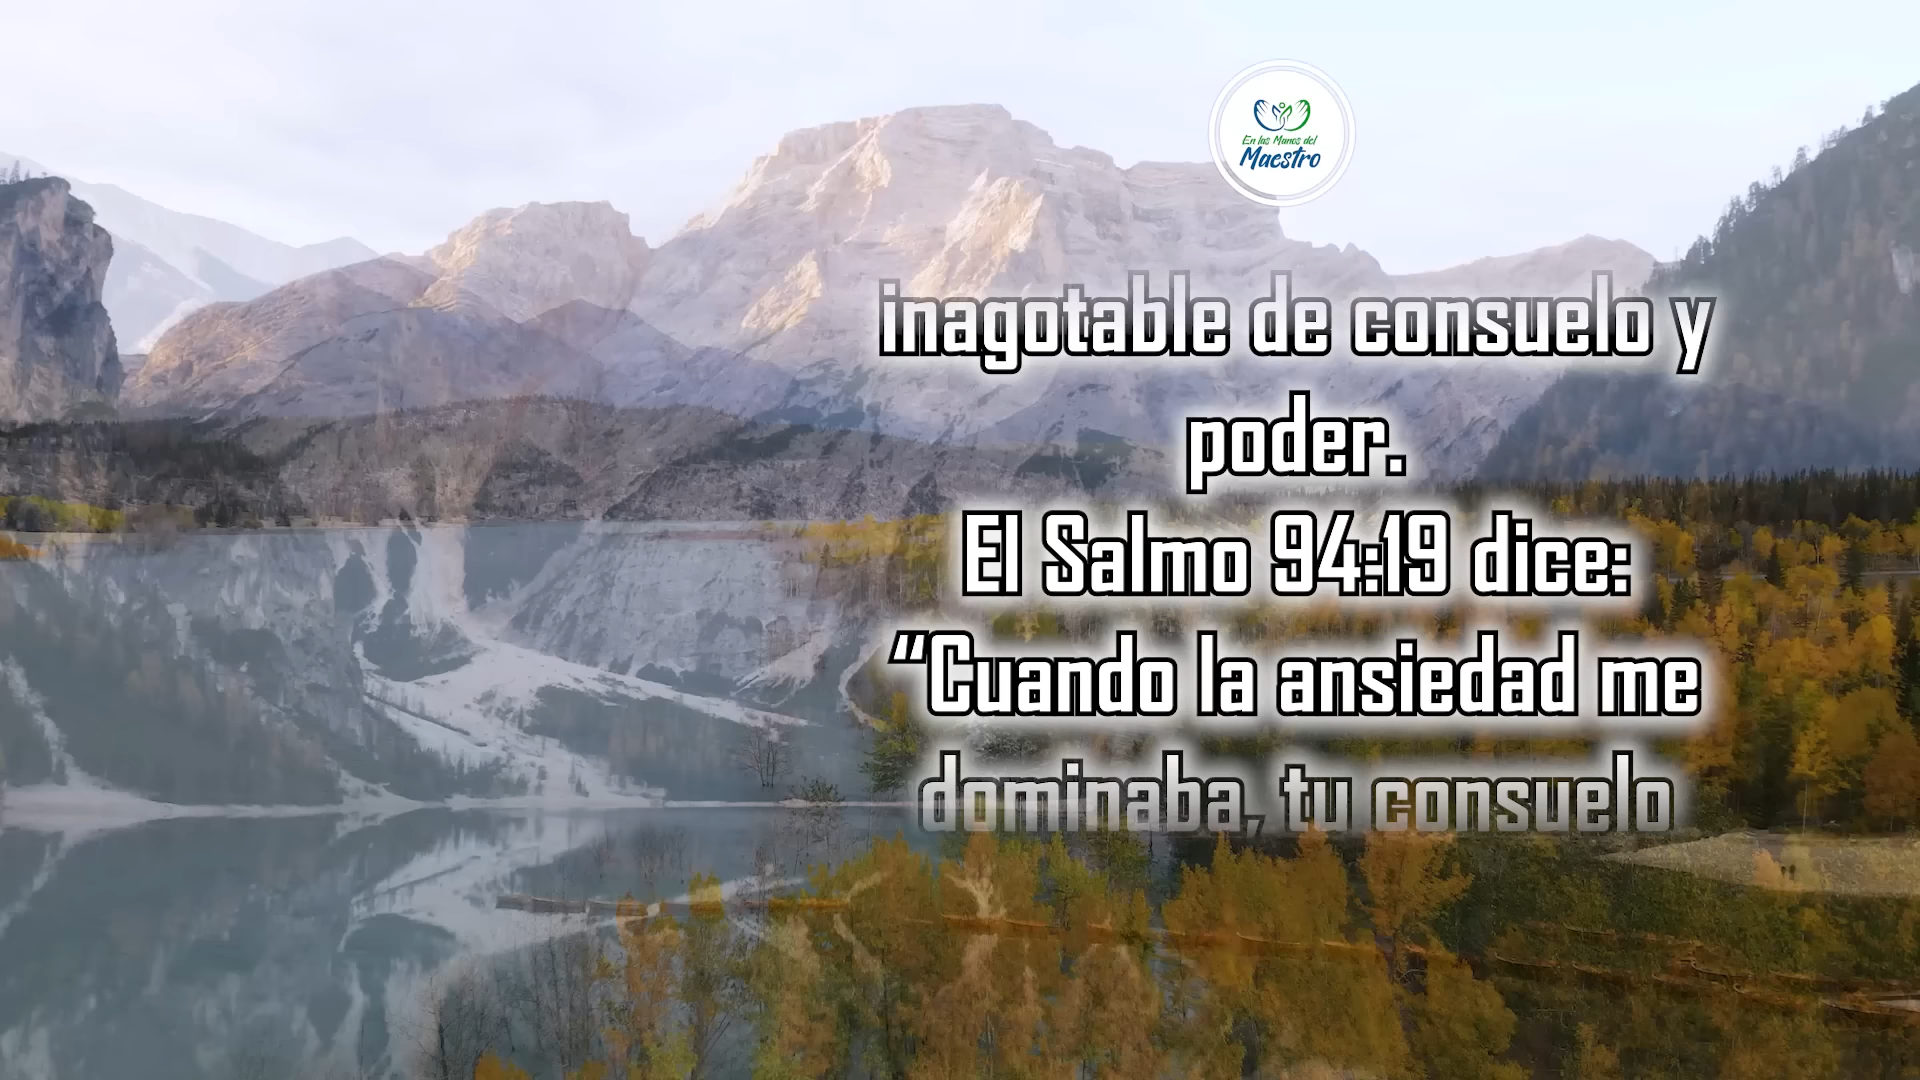 En las Manos del
Maestro
inagotable de consuelo y
poder.
El Salmo 94:19 dice:
“Cuando la ansiedad me
dominaba, tu consuelo